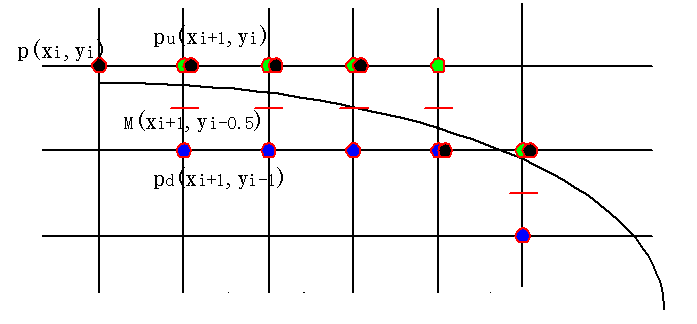 pu(xi+1, yi)
p(xi, yi)
M(xi+1, yi-0.5)
pd(xi+1, yi-1)